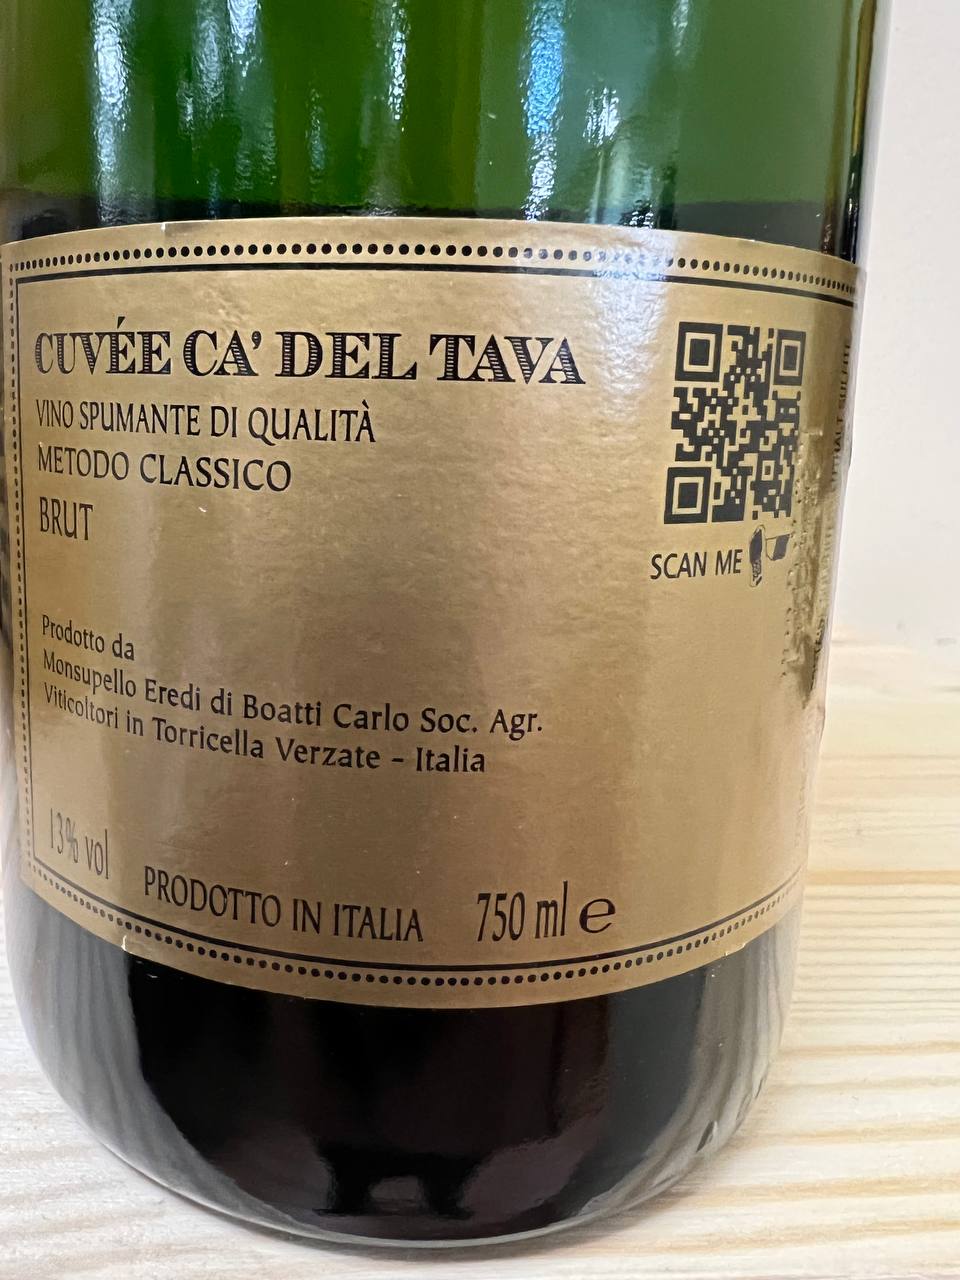 CUVÉE CA' DEL TAVA
VINO SPUMANTE DI QUALITÀ
METODO CLASSICO
BRUT
SCAN ME
Prodotto da
Monsupello Eredi di Boatti Carlo Soc. Agr.
Viticoltori in Torricella Verzate - Italia
13% vol
PRODOTTO IN ITALIA
750 ml e